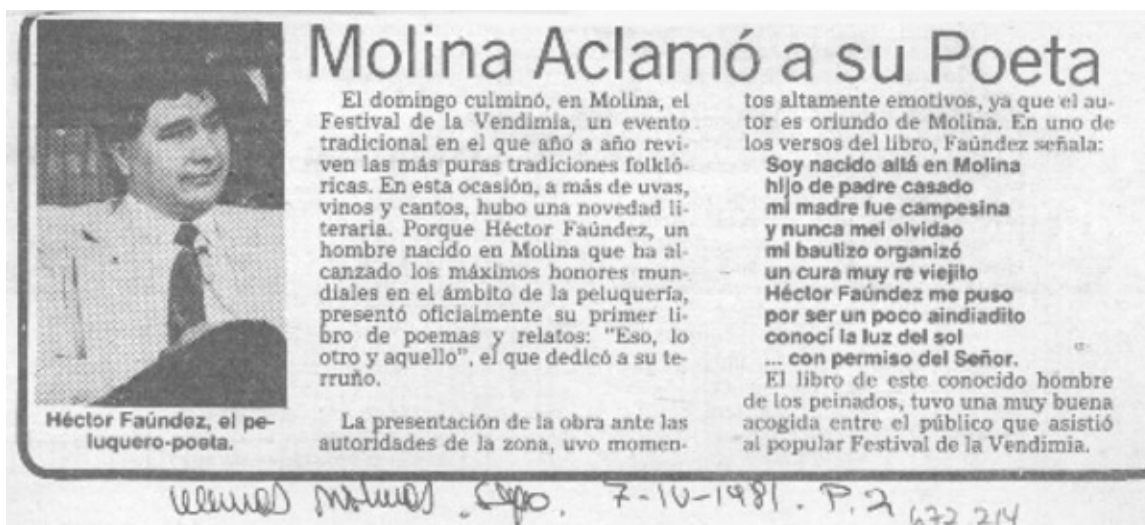 Molina Aclamó a su Poeta
El domingo culminó, en Molina, el
Festival de la Vendimia, un evento
tradicional en el que año a año revi-
ven las más puras tradiciones folkló-
ricas. En esta ocasión, a más de uvas,
vinos y cantos, hubo una novedad li-
teraria. Porque Héctor Faúndez, un
hombre nacido en Molina que ha al-
canzado los máximos honores mun-
diales en el ámbito de la peluquería,
presentó oficialmente su primer li-
bro de poemas y relatos: "Eso, lo
otro y aquello", el que dedicó a su te-
rruño.
La presentación de la obra ante las
autoridades de la zona, uvo momen-
tos altamente emotivos, ya que el au-
tor es oriundo de Molina. En uno de
los versos del libro, Faúndez señala:
Soy nacido allá en Molina
hijo de padre casado
mi madre fue campesina
y nunca mei olvidao
mi bautizo organizó
un cura muy re viejito
Héctor Faúndez me puso
por ser un poco aindiadito
conocí la luz del sol
... con permiso del Señor.
El libro de este conocido hombre
de los peinados, tuvo una muy buena
acogida entre el público que asistió
al popular Festival de la Vendimia.
Héctor Faúndez, el pe-
luquero-poeta.
Stgo. 7-IV-1981. P. 2
672 214